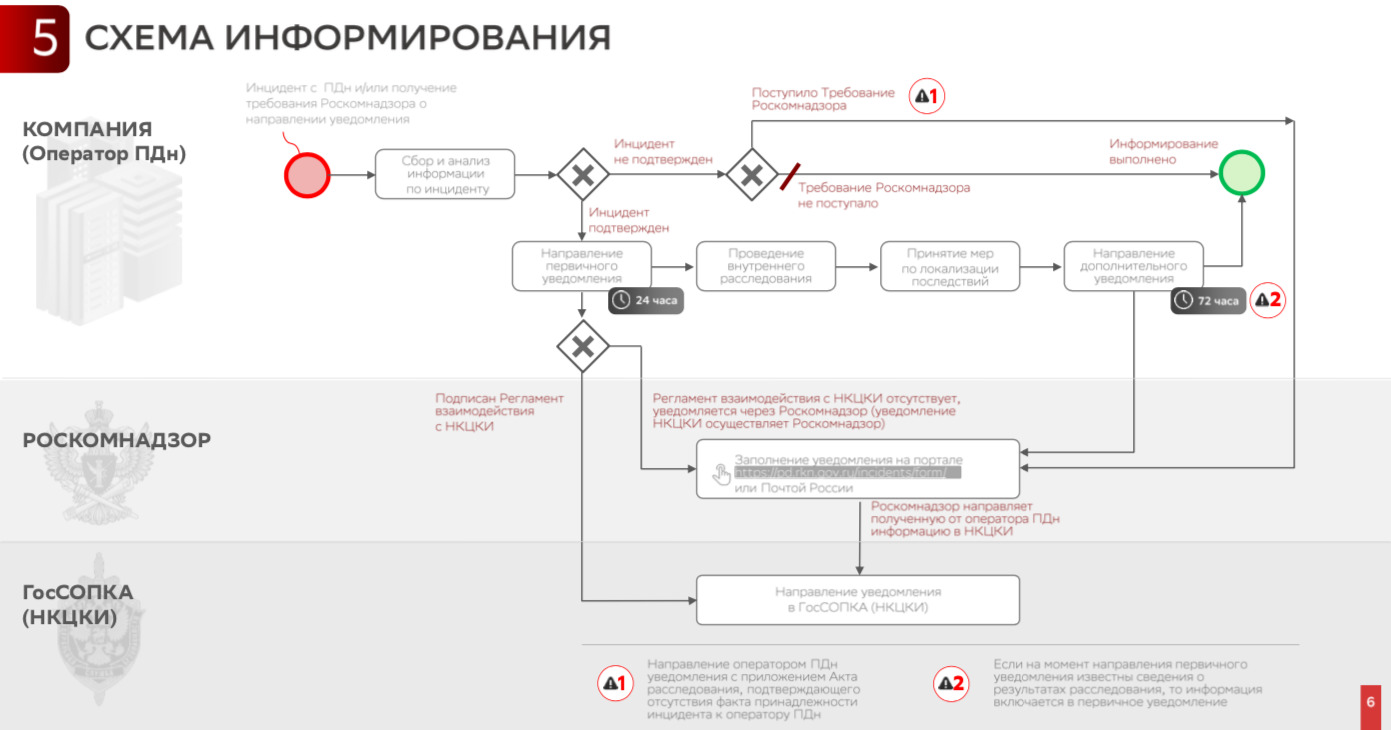 5 СХЕМА ИНФОРМИРОВАНИЯ
КОМПАНИЯ
(Оператор ПДн)
Инцидент с ПДн и/или получение
требования Роскомнадзора о
направлении уведомления
Сбор и анализ
информации
по инциденту
Инцидент
не подтвержден
Поступило Требование
Роскомнадзора
1
Требование Роскомнадзора
не поступало
Информирование
выполнено
Инцидент
подтвержден
Направление
первичного
уведомления
24 часа
Проведение
внутреннего
расследования
Принятие мер
по локализации
последствий
Направление
дополнительного
уведомления
72 часа
2
РОСКОМНАДЗОР
Подписан Регламент
взаимодействия
с НКЦКИ
Регламент взаимодействия с НКЦКИ отсутствует,
уведомляется через Роскомнадзор (уведомление
НКЦКИ осуществляет Роскомнадзор)
Заполнение уведомления на портале
https://pd.rkn.gov.ru/incidents/form/
или Почтой России
Роскомнадзор направляет
полученную от оператора ПДн
информацию в НКЦКИ
ГосСОПКА
(НКЦКИ)
Направление уведомления
в ГосСОПКА (НКЦКИ)
1
Направление оператором ПДн
уведомления с приложением Акта
расследования, подтверждающего
отсутствия факта принадлежности
инцидента к оператору ПДн
2
Если на момент направления первичного
уведомления известны сведения о
результатах расследования, то информация
включается в первичное уведомление
6